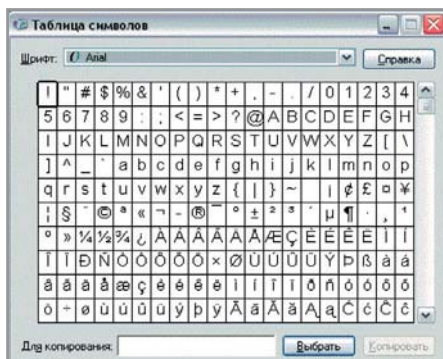 Таблица символов
Шрифт: O Arial Справка
! " # $ % & ' ( ) * + , - . / 0 1 2 3 4
5 6 7 8 9 : ; < = > ? @ A B C D E F G H
I J K L M N O P Q R S T U V W X Y Z [ \
] ^ _ ` a b c d e f g h i j k l m n o p
q r s t u v w x y z { | } ~ ¡ ¢ £ ¤ ¥
¦ § ¨ © ª « ¬ - ® ¯ ° ± ² ³ ´ µ ¶ · ¸ ¹
º » ¼ ½ ¾ ¿ À Á Â Ã Ä Å Æ Ç È É Ê Ë Ì Í
Î Ï Ð Ñ Ò Ó Ô Õ Ö × Ø Ù Ú Û Ü Ý Þ ß à á
â ã ä å æ ç è é ê ë ì í î ï ð ñ ò ó ô õ
ö ÷ ø ù ú û ü ý þ ÿ Ā ā Ă ă Ą ą Ć ć Ĉ ĉ
Для копирования: Выбрать Копировать